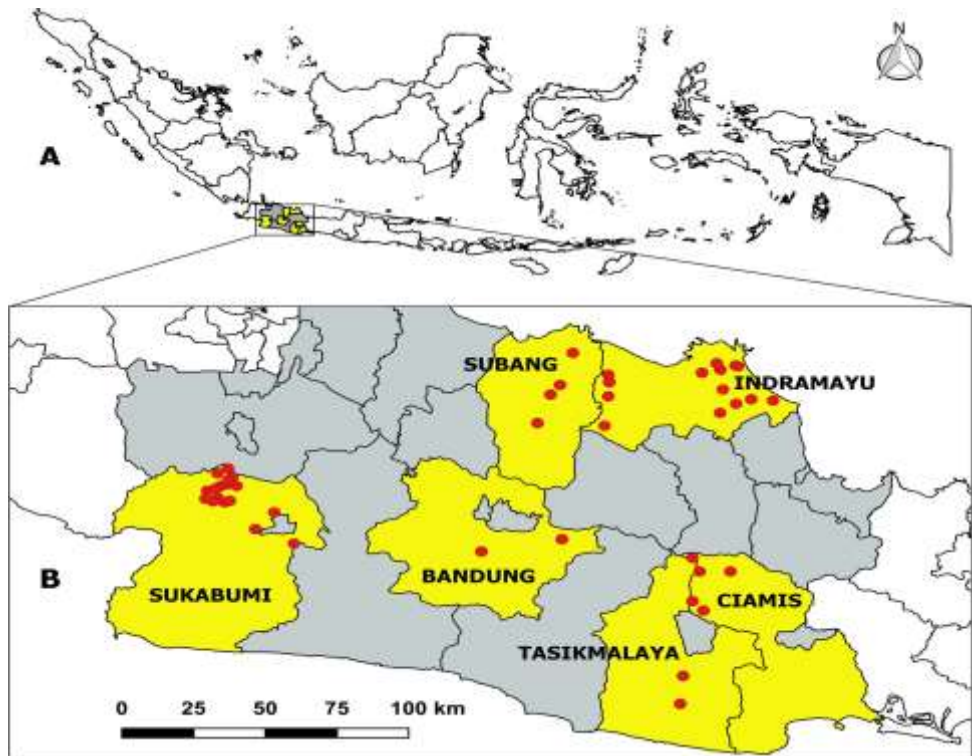 N
A
SUBANG
INDRAMAYU
B
SUKABUMI
BANDUNG
CIAMIS
TASIKMALAYA
0 25 50 75 100 km